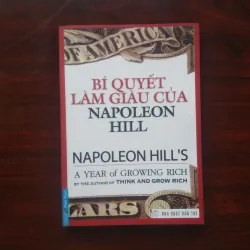 OF AMERICA
BÍ QUYẾT
LÀM GIÀU CỦA
NAPOLEON
HILL
NAPOLEON HILL'S
A YEAR of GROWING RICH
BY THE AUTHOR OF THINK AND GROW RICH
LARS
NHÀ XUẤT BẢN TRẺ